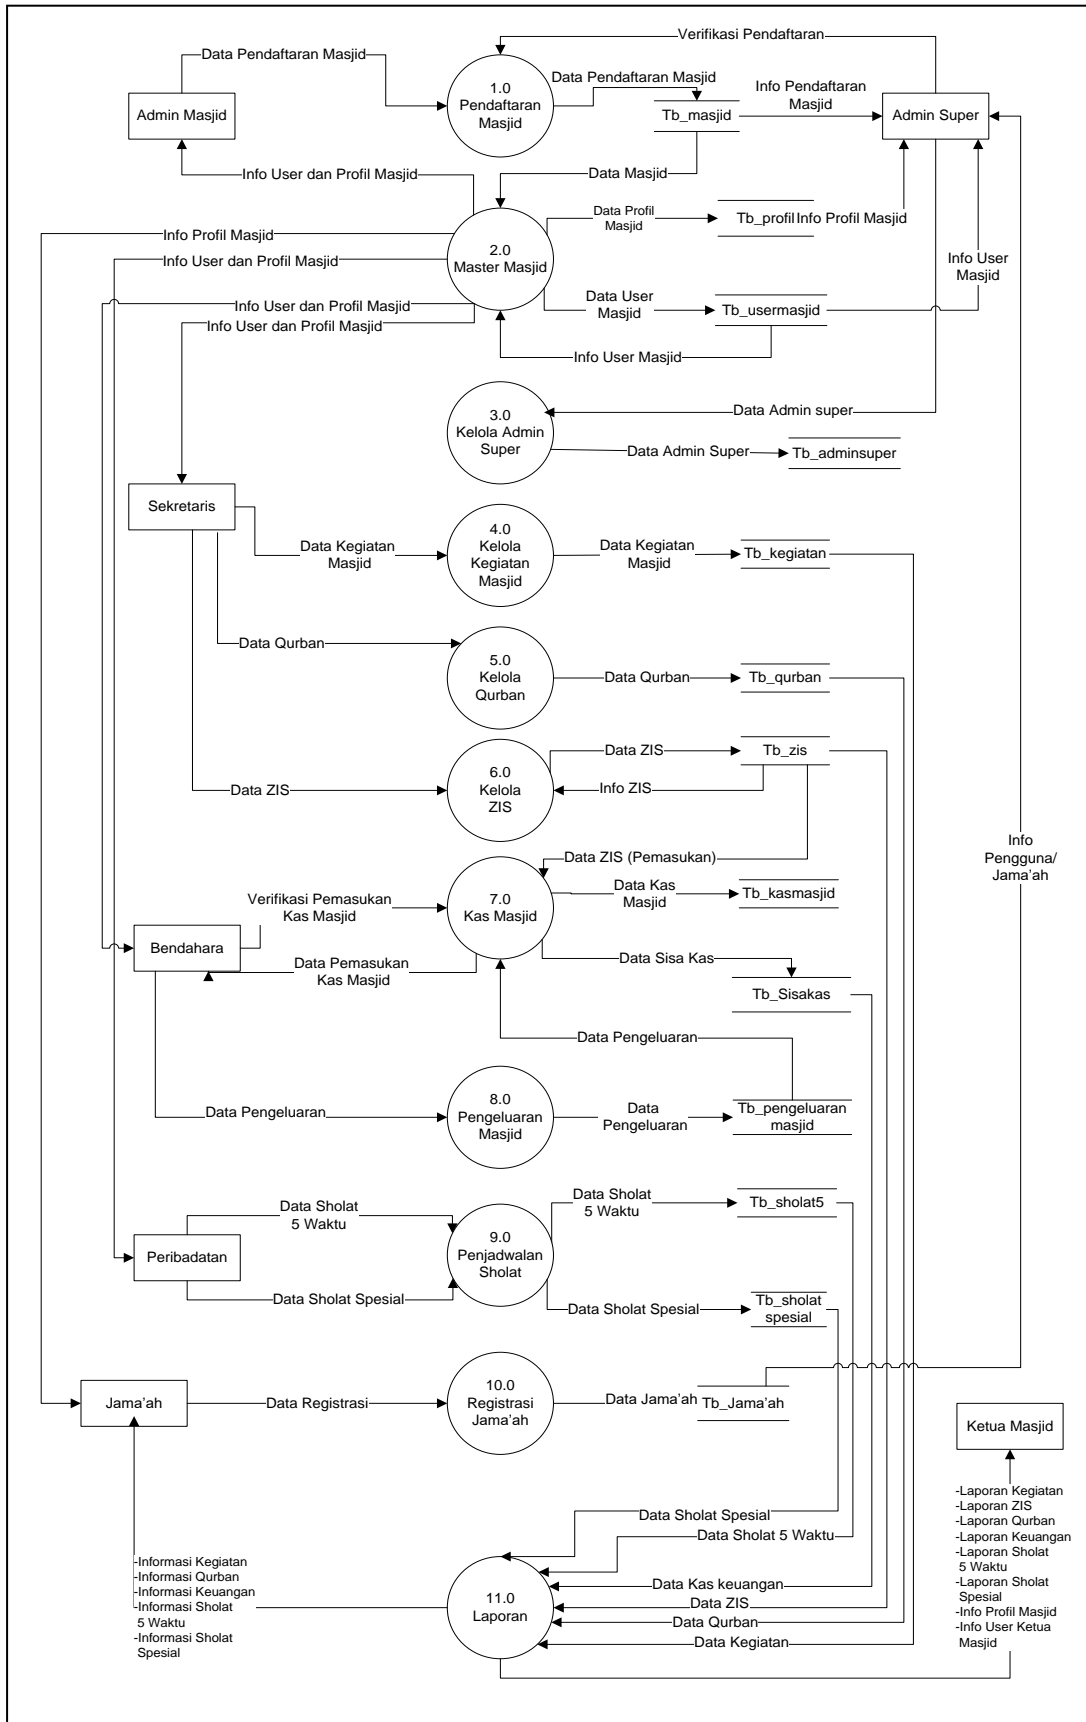 Verifikasi Pendaftaran
Data Pendaftaran Masjid
1.0
Pendaftaran
Masjid
Data Pendaftaran Masjid
Info Pendaftaran
Masjid
Admin Masjid
Tb_masjid
Admin Super
Info User dan Profil Masjid
Data Masjid
Info Profil Masjid
2.0
Master Masjid
Data Profil
Masjid
Tb_profil
Info Profil Masjid
Info User dan Profil Masjid
Info User
Masjid
Info User dan Profil Masjid
Data User
Masjid
Tb_usermasjid
Info User dan Profil Masjid
Info User Masjid
3.0
Kelola Admin
Super
Data Admin super
Data Admin Super
Tb_adminsuper
Sekretaris
Data Kegiatan
Masjid
4.0
Kelola
Kegiatan
Masjid
Data Kegiatan
Masjid
Tb_kegiatan
Data Qurban
5.0
Kelola
Qurban
Data Qurban
Tb_qurban
Data ZIS
Tb_zis
Data ZIS
6.0
Kelola
ZIS
Info ZIS
Info
Pengguna/
Jama'ah
Data ZIS (Pemasukan)
Verifikasi Pemasukan
Kas Masjid
7.0
Kas Masjid
Data Kas
Masjid
Tb_kasmasjid
Bendahara
Data Pemasukan
Kas Masjid
Data Sisa Kas
Tb_Sisakas
Data Pengeluaran
Data Pengeluaran
8.0
Pengeluaran
Masjid
Data
Pengeluaran
Tb_pengeluaran
masjid
Data Sholat
5 Waktu
Data Sholat
5 Waktu
Tb_sholat5
Peribadatan
9.0
Penjadwalan
Sholat
Data Sholat Spesial
Data Sholat Spesial
Tb_sholat
spesial
Jama'ah
Data Registrasi
10.0
Registrasi
Jama'ah
Data Jama'ah
Tb_Jama'ah
Ketua Masjid
-Laporan Kegiatan
-Laporan ZIS
-Laporan Qurban
-Laporan Keuangan
-Laporan Sholat
5 Waktu
-Laporan Sholat
Spesial
-Info Profil Masjid
-Info User Ketua
Masjid
Data Sholat Spesial
Data Sholat 5 Waktu
-Informasi Kegiatan
-Informasi Qurban
-Informasi Keuangan
-Informasi Sholat
5 Waktu
-Informasi Sholat
Spesial
11.0
Laporan
Data Kas keuangan
Data ZIS
Data Qurban
Data Kegiatan